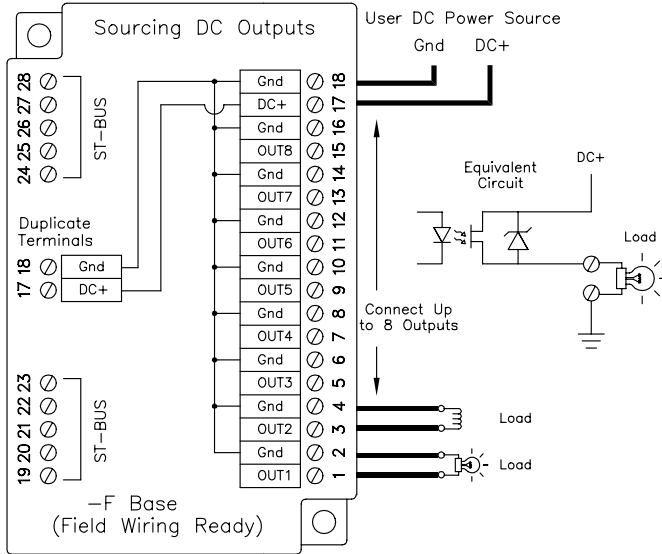 Sourcing DC Outputs
User DC Power Source
Gnd DC+
28
27
26
25
24
ST-BUS
Duplicate
Terminals
18 Gnd
17 DC+
23
22
21
20
19
ST-BUS
Gnd 18
DC+ 17
Gnd 16
OUT8 15
Gnd 14
OUT7 13
Gnd 12
OUT6 11
Gnd 10
OUT5 9
Gnd 8
OUT4 7
Gnd 6
OUT3 5
Gnd 4
OUT2 3
Gnd 2
OUT1 1
Equivalent
Circuit
DC+
Load
Connect Up
to 8 Outputs
Load
Load
-F Base
(Field Wiring Ready)